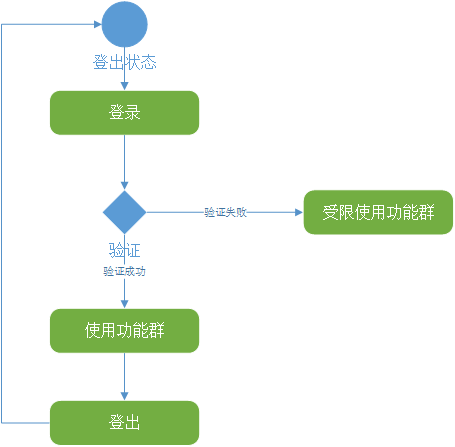 登出状态
登录
验证失败
受限使用功能群
验证
验证成功
使用功能群
登出